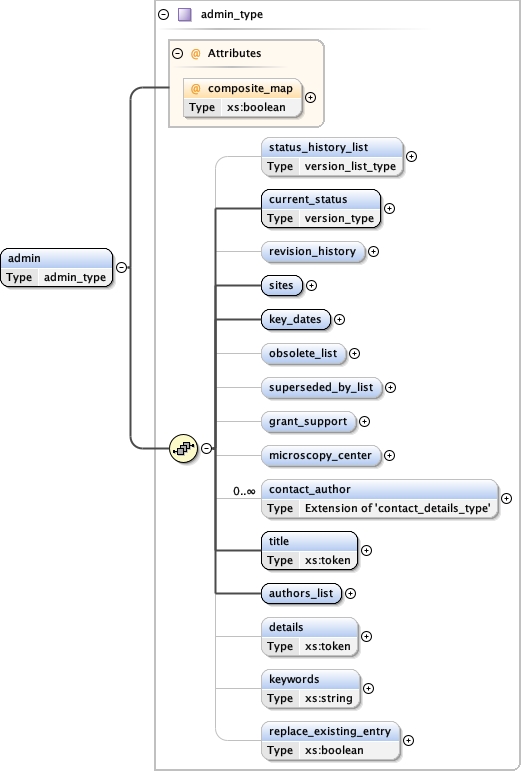 admin_type
@ Attributes
@ composite_map
Type xs:boolean
status_history_list
Type version_list_type
current_status
Type version_type
revision_history
admin
Type admin_type
sites
key_dates
obsolete_list
superseded_by_list
grant_support
microscopy_center
0..∞
contact_author
Type Extension of 'contact_details_type'
title
Type xs:token
authors_list
details
Type xs:token
keywords
Type xs:string
replace_existing_entry
Type xs:boolean